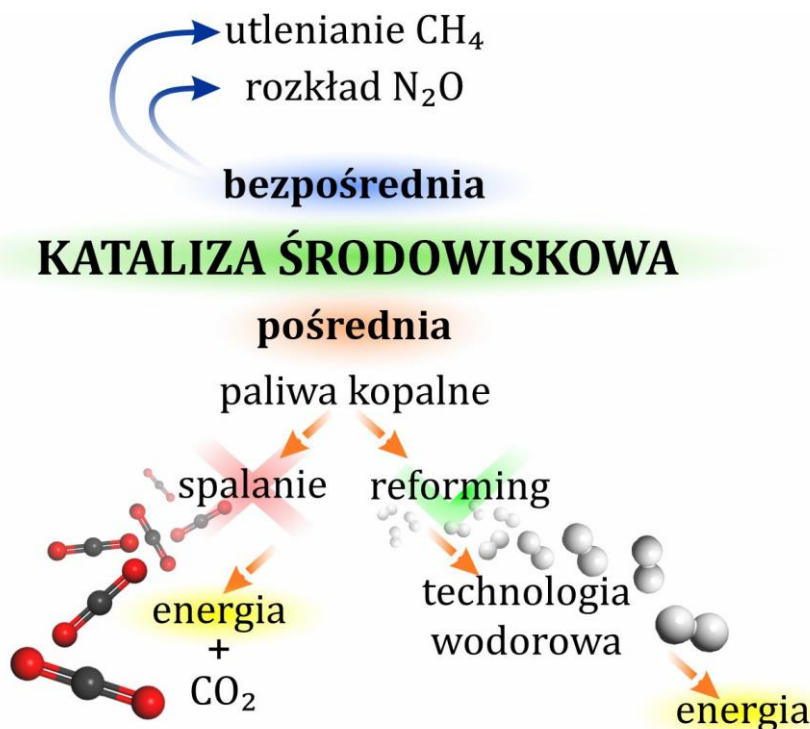 utlenianie CH₄
rozkład N₂O
bezpośrednia
KATALIZA ŚRODOWISKOWA
pośrednia
paliwa kopalne
spalanie reforming
energia
+
CO₂
technologia
wodorowa
energia